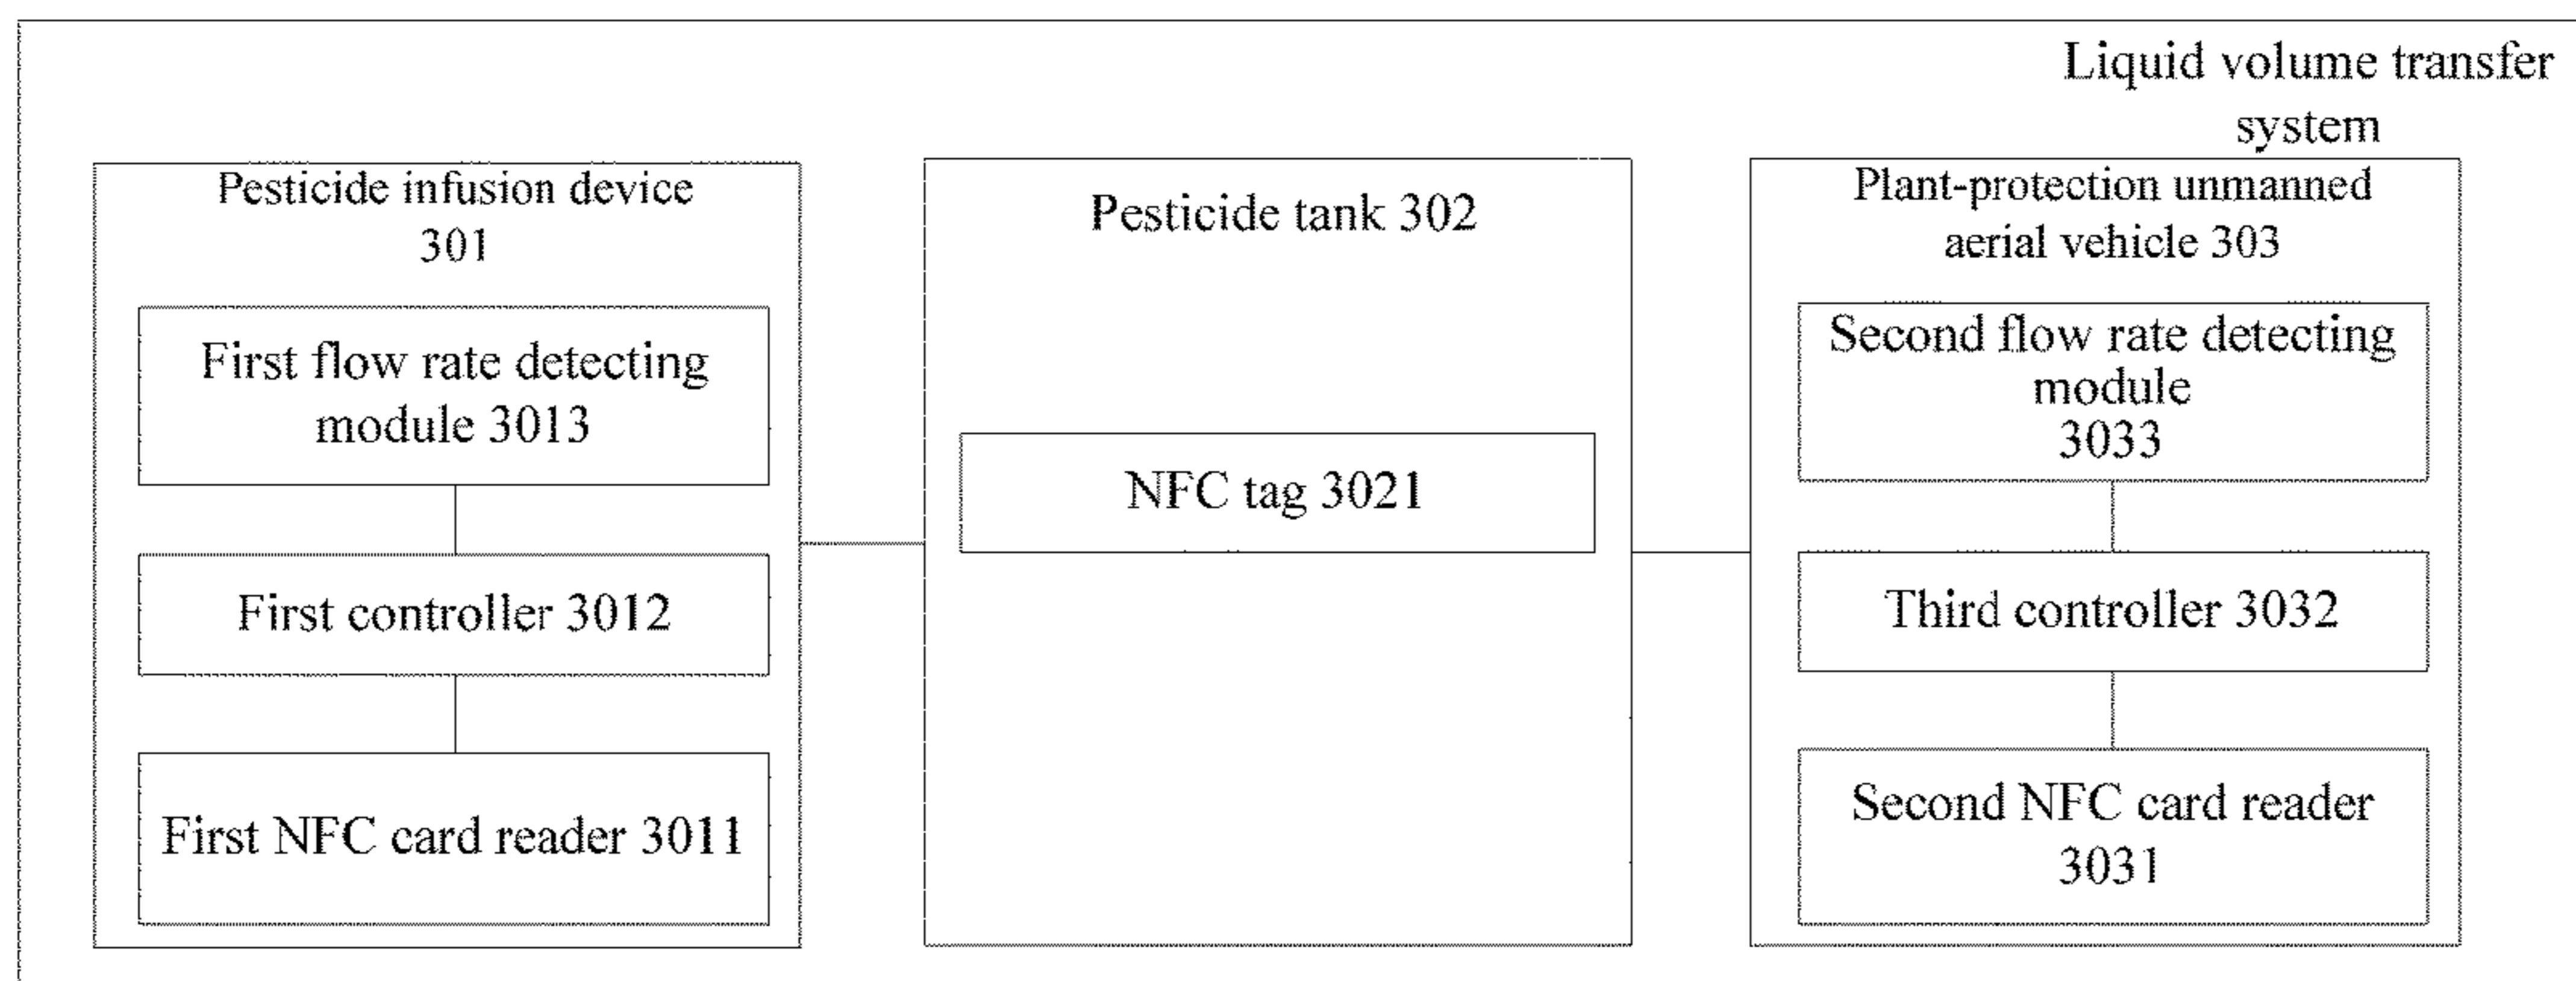 Liquid volume transfer
system
Pesticide infusion device
301
First flow rate detecting
module 3013
First controller 3012
First NFC card reader 3011
Pesticide tank 302
NFC tag 3021
Plant-protection unmanned
aerial vehicle 303
Second flow rate detecting
module
3033
Third controller 3032
Second NFC card reader
3031